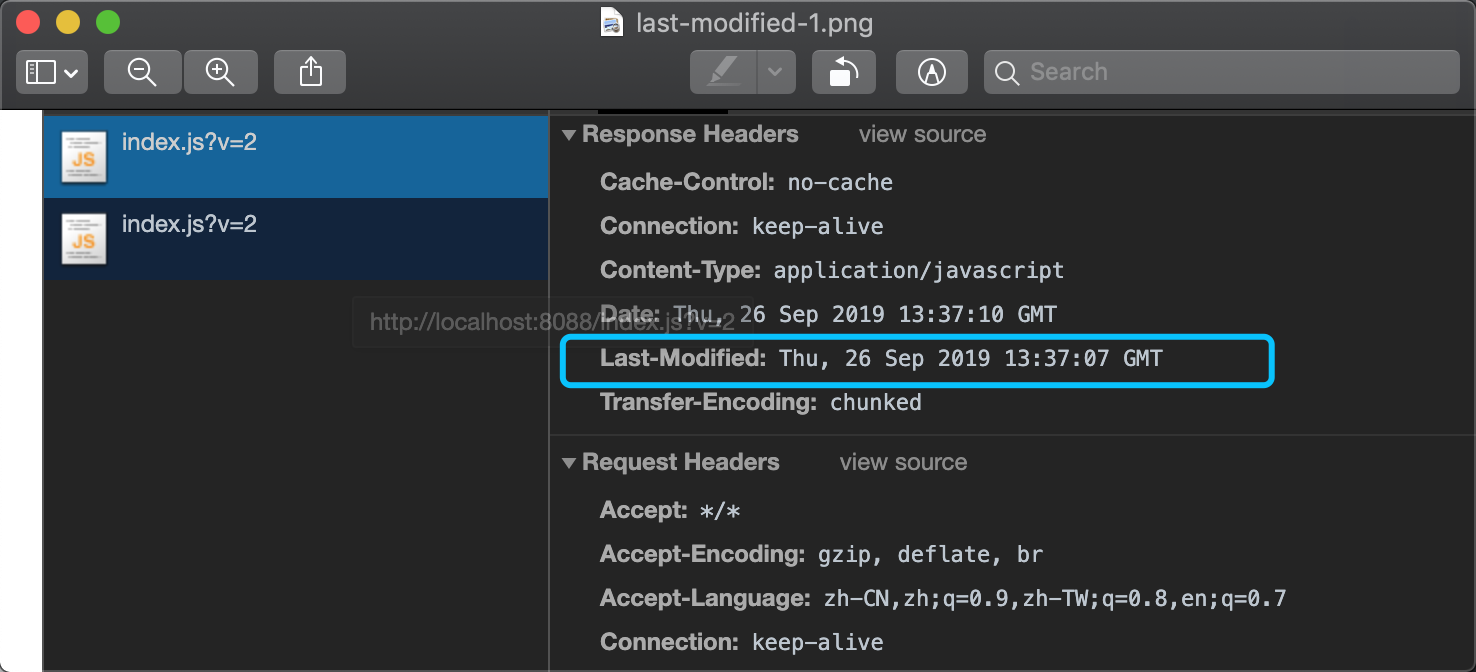 last-modified-1.png
Search
index.js?v=2
index.js?v=2
http://localhost:8088/index.js?v=2
Response Headers view source
Cache-Control: no-cache
Connection: keep-alive
Content-Type: application/javascript
Date: Thu, 26 Sep 2019 13:37:10 GMT
Last-Modified: Thu, 26 Sep 2019 13:37:07 GMT
Transfer-Encoding: chunked
Request Headers view source
Accept: */*
Accept-Encoding: gzip, deflate, br
Accept-Language: zh-CN,zh;q=0.9,zh-TW;q=0.8,en;q=0.7
Connection: keep-alive